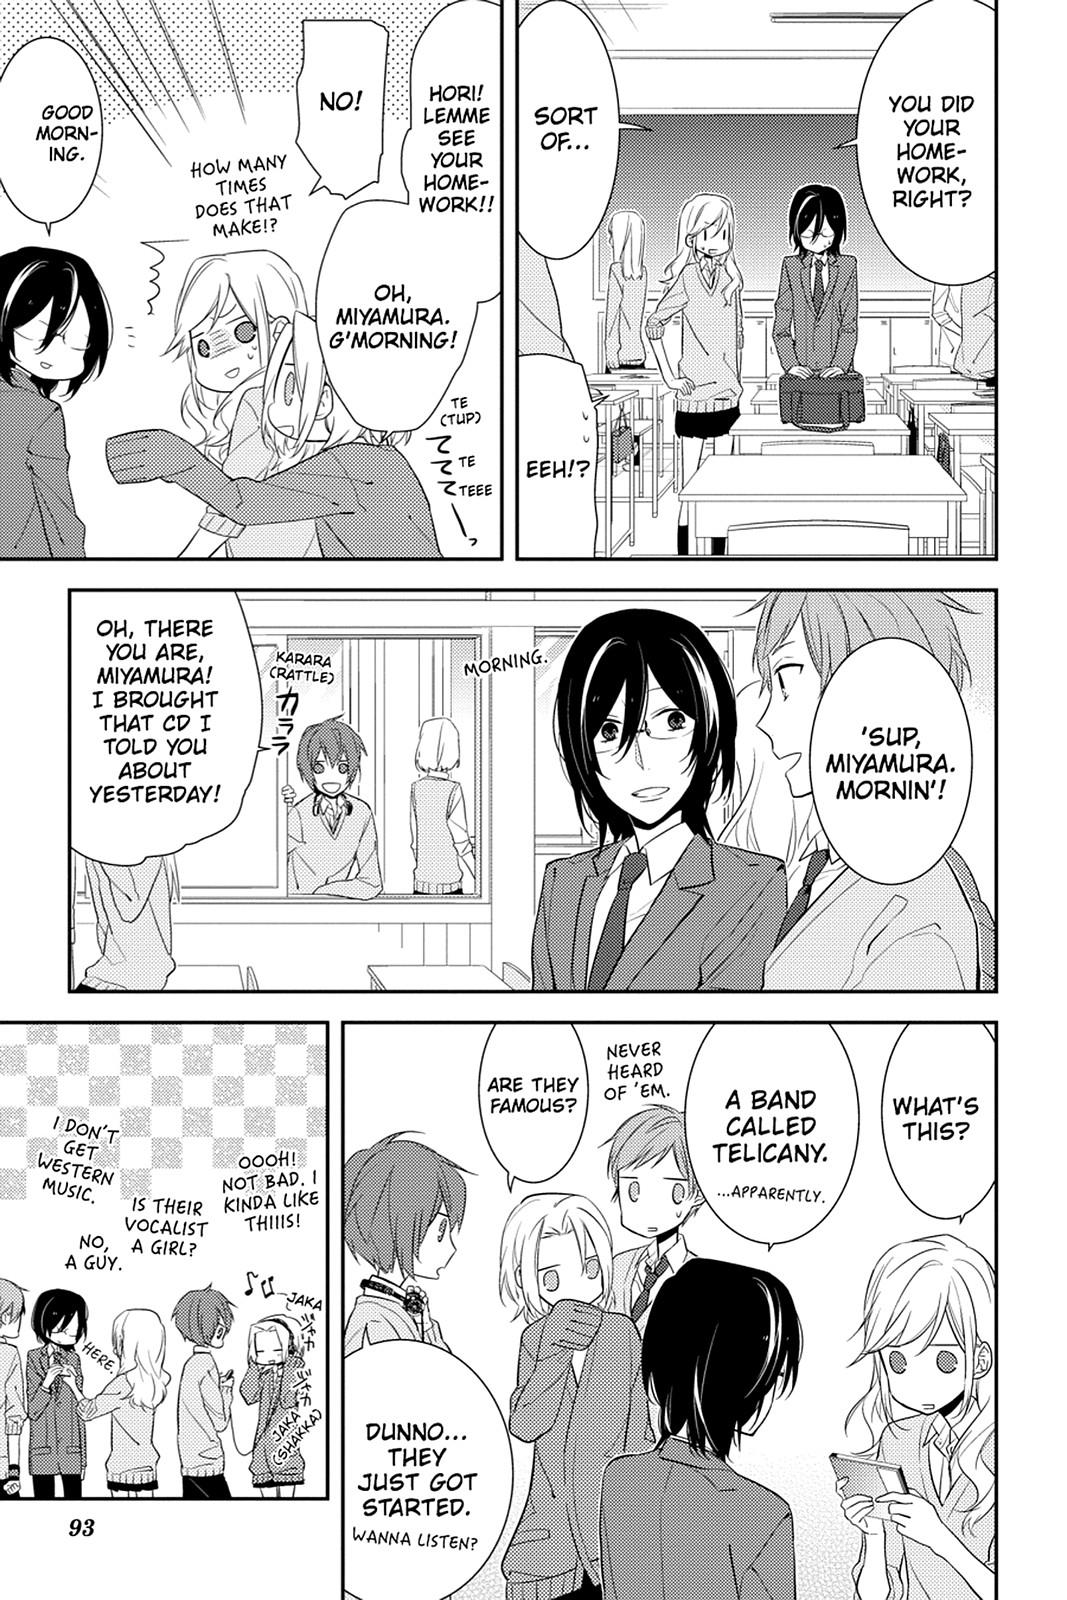 YOU DID
YOUR
HOME-
WORK,
RIGHT?
SORT
OF...
EEH!?
HORI!
LEMME
SEE
YOUR
HOME-
WORK!!
NO!
HOW MANY
TIMES
DOES THAT
MAKE!?
OH,
MIYAMURA.
G'MORNING!
GOOD
MORN-
ING.
TE
(TUP)
TE
TEEE
ててて
'SUP,
MIYAMURA.
MORNIN'!
MORNING.
KARARA
(RATTLE)
カララ
OH, THERE
YOU ARE,
MIYAMURA!
I BROUGHT
THAT CD I
TOLD YOU
ABOUT
YESTERDAY!
WHAT'S
THIS?
A BAND
CALLED
TELICANY.
...APPARENTLY.
NEVER
HEARD
OF 'EM.
ARE THEY
FAMOUS?
DUNNO...
THEY
JUST GOT
STARTED.
WANNA LISTEN?
OOOH!
NOT BAD. I
KINDA LIKE
THIIIS!
IS THEIR
VOCALIST
A GIRL?
NO,
A GUY.
I DON'T
GET
WESTERN
MUSIC.
HERE.
JAKA
JAKA
(SHAKKA)
93